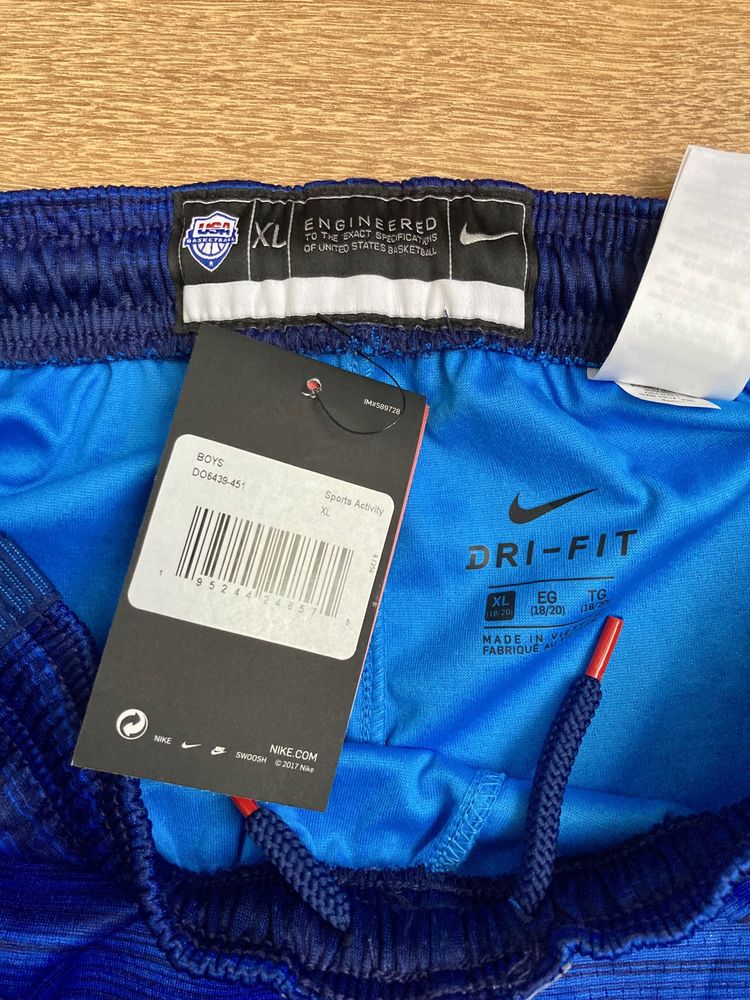 USA
BASKETBALL
XL
ENGINEERED
TO THE EXACT SPECIFICATIONS
OF UNITED STATES BASKETBALL
IM#589728
BOYS
DO6439-451
Sports Activity
XL
NIKE
SWOOSH
NIKE.COM
© 2017 Nike
DRI-FIT
XL
(18/20)
EG
(18/20)
TG
(18/20)
MADE IN
FABRIQUÉ AU